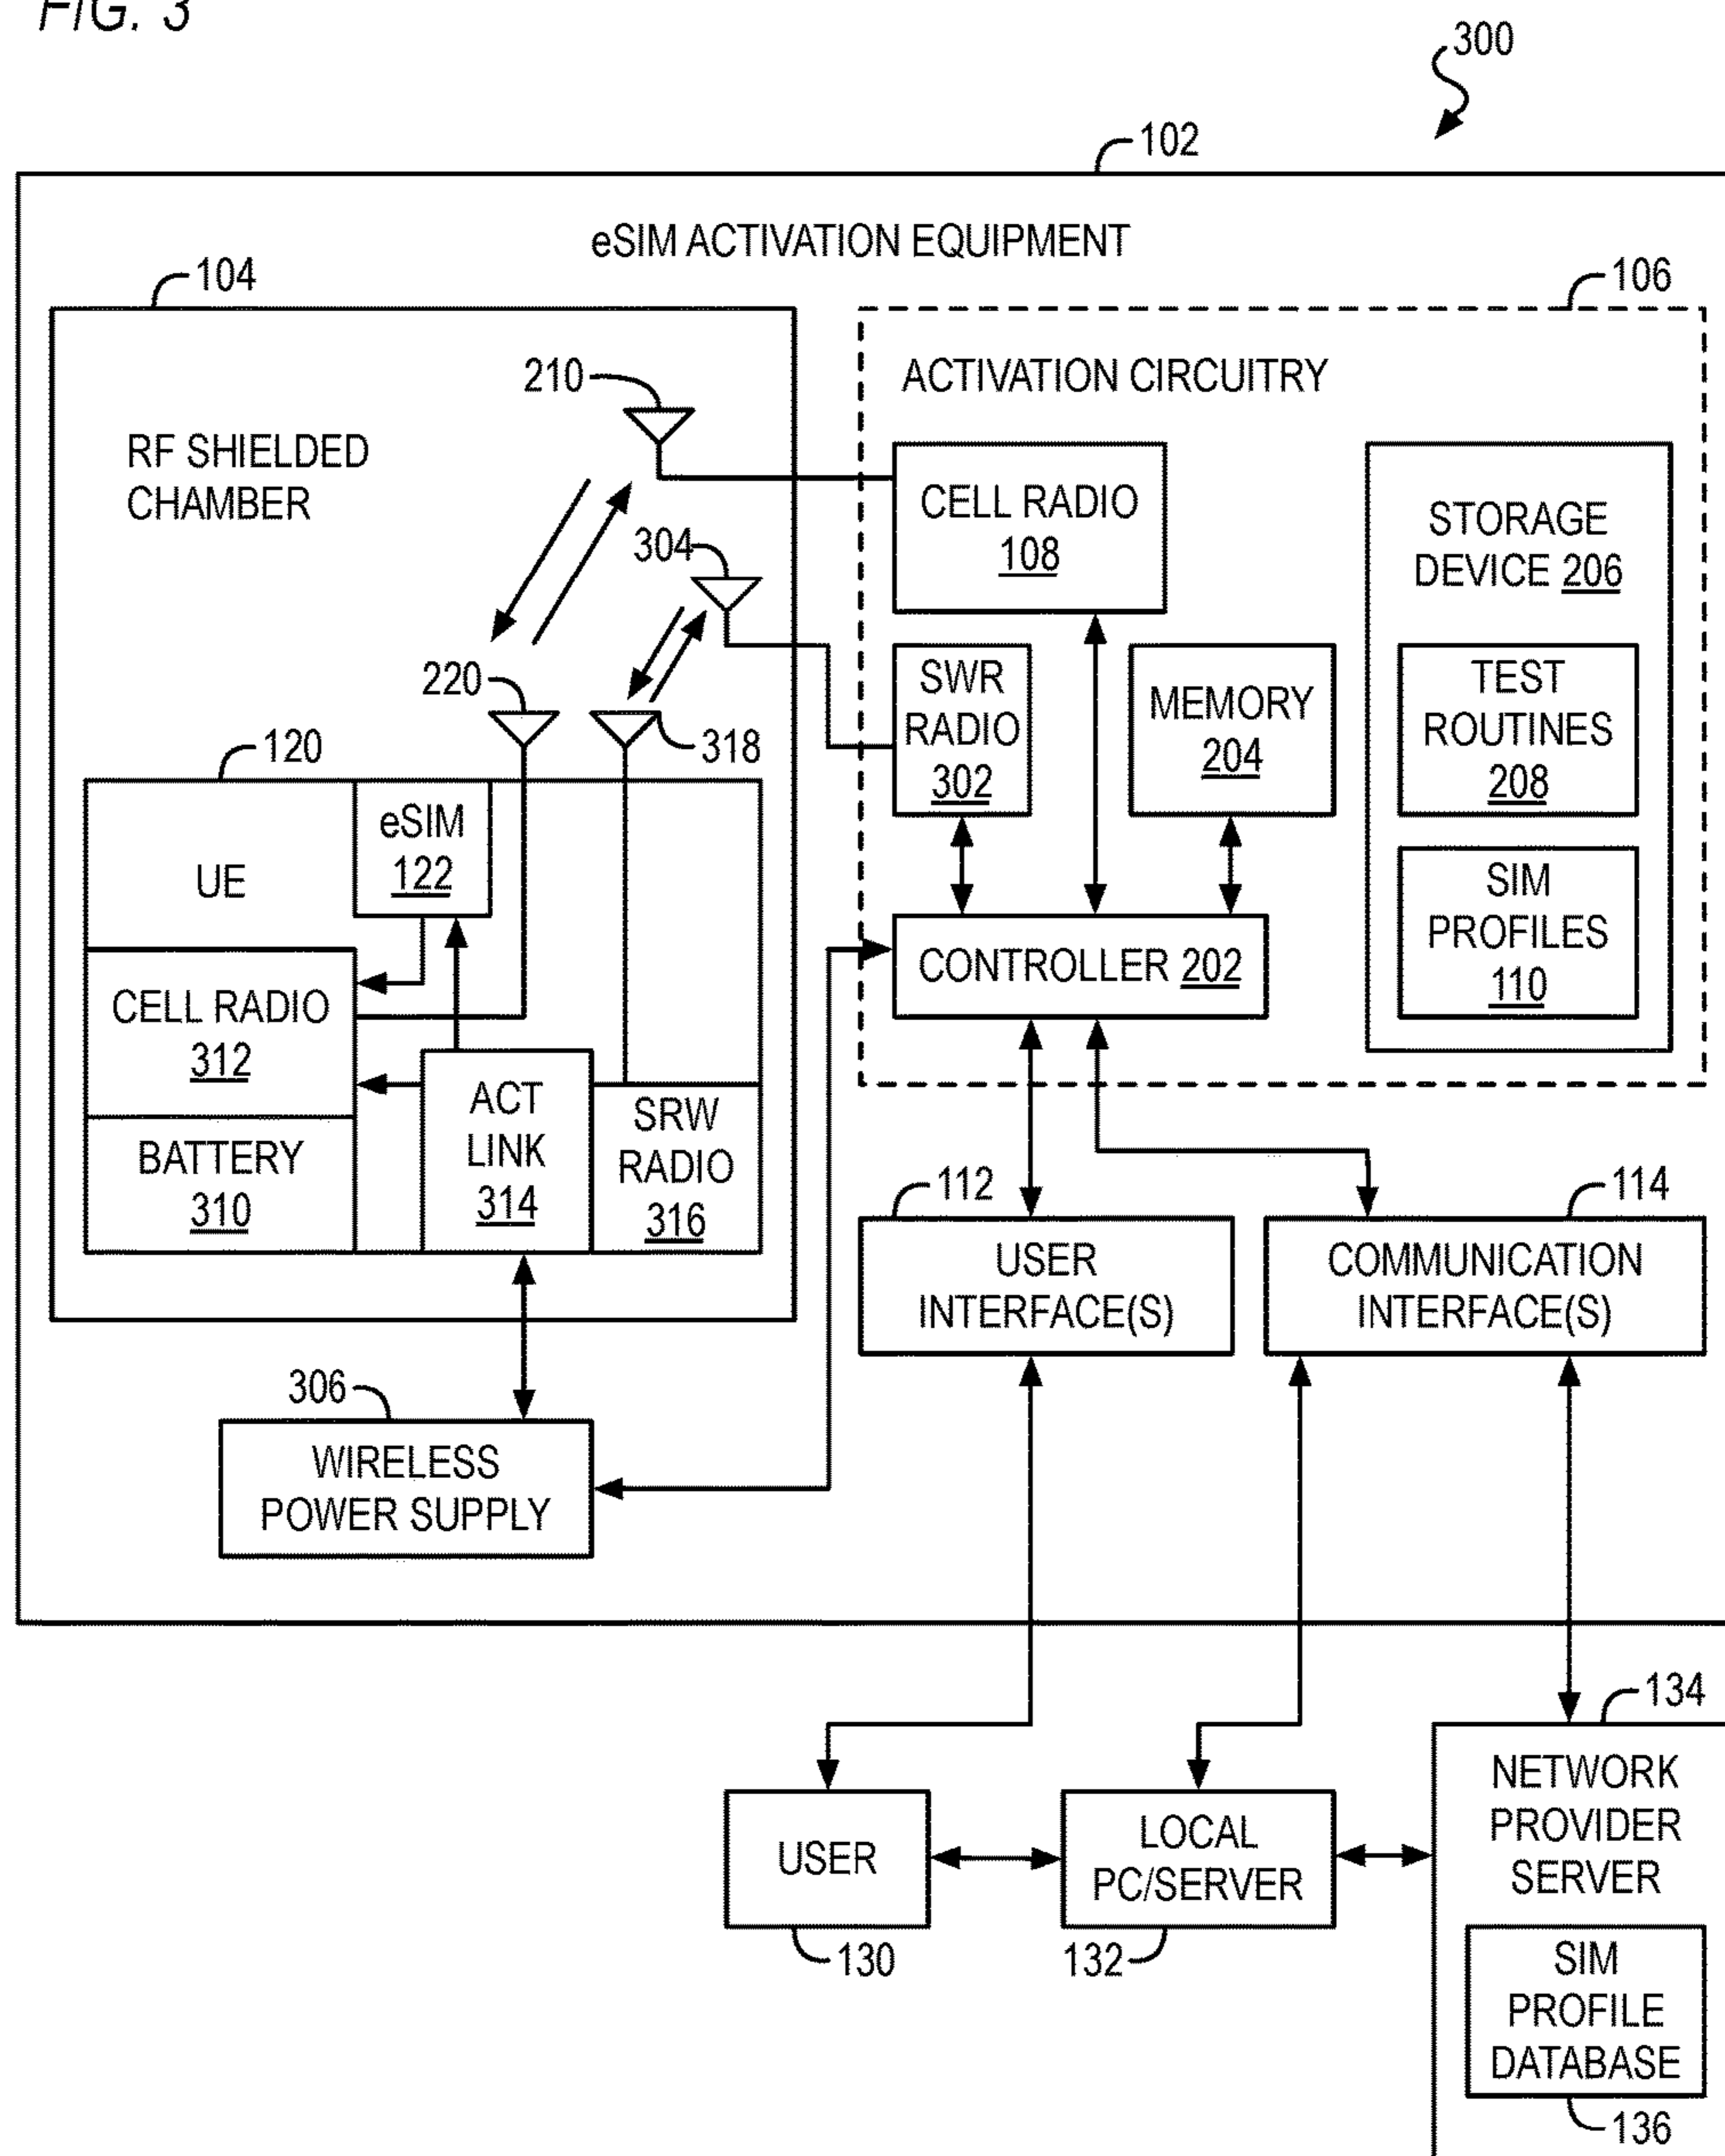 FIG. 3
300
102
eSIM ACTIVATION EQUIPMENT
104
106
210
ACTIVATION CIRCUITRY
RF SHIELDED
CHAMBER
CELL RADIO
108
STORAGE
DEVICE 206
304
220
318
SWR
RADIO
302
MEMORY
204
TEST
ROUTINES
208
120
eSIM
122
UE
SIM
PROFILES
110
CONTROLLER 202
CELL RADIO
312
ACT
LINK
314
SRW
RADIO
316
BATTERY
310
112
114
USER
INTERFACE(S)
COMMUNICATION
INTERFACE(S)
306
WIRELESS
POWER SUPPLY
134
NETWORK
PROVIDER
SERVER
USER
LOCAL
PC/SERVER
130
132
SIM
PROFILE
DATABASE
136